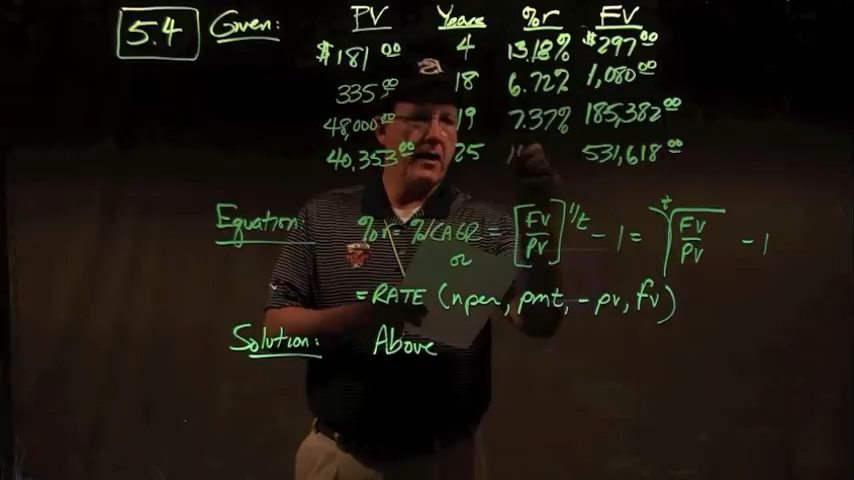 5.4 Given: PV Years %r FV
$181.00 4 13.18% $297.00
335.00 18 6.72% 1,080.00
48,000.00 19 7.37% 185,382.00
40,353.00 25 531,618.00
Equation: %r = %CAGR = [FV/PV]^1/t - 1 = t√FV/PV - 1
or
=RATE (nper, pmt, -pv, fv)
Solution: Above